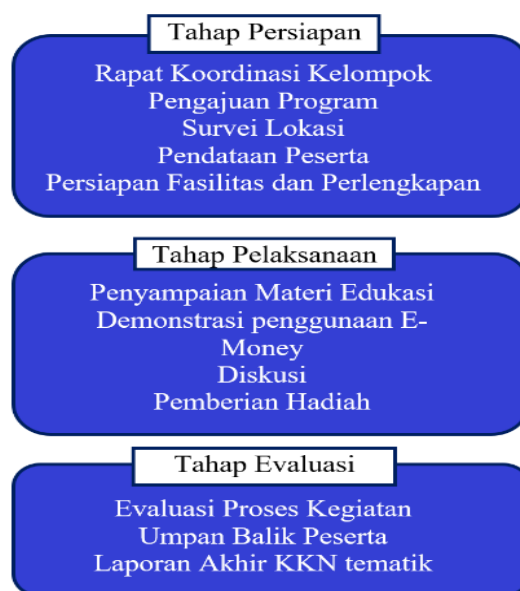 Tahap Persiapan
Rapat Koordinasi Kelompok
Pengajuan Program
Survei Lokasi
Pendataan Peserta
Persiapan Fasilitas dan Perlengkapan
Tahap Pelaksanaan
Penyampaian Materi Edukasi
Demonstrasi penggunaan E-
Money
Diskusi
Pemberian Hadiah
Tahap Evaluasi
Evaluasi Proses Kegiatan
Umpan Balik Peserta
Laporan Akhir KKN tematik